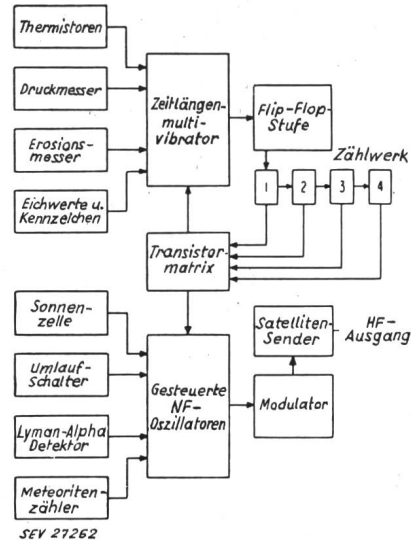 Thermistoren
Druckmesser
Erosions-
messer
Eichwerte u.
Kennzeichen
Zeitlängen-
multi-
vibrator
Flip-Flop-
Stufe
Zählwerk
1 2 3 4
Transistor-
matrix
Sonnen-
zelle
Umlauf-
Schalter
Lyman-Alpha
Detektor
Meteoriten-
zähler
Gesteuerte
NF-
Oszillatoren
Satelliten-
Sender
HF-
Ausgang
Modulator
SEV 27262